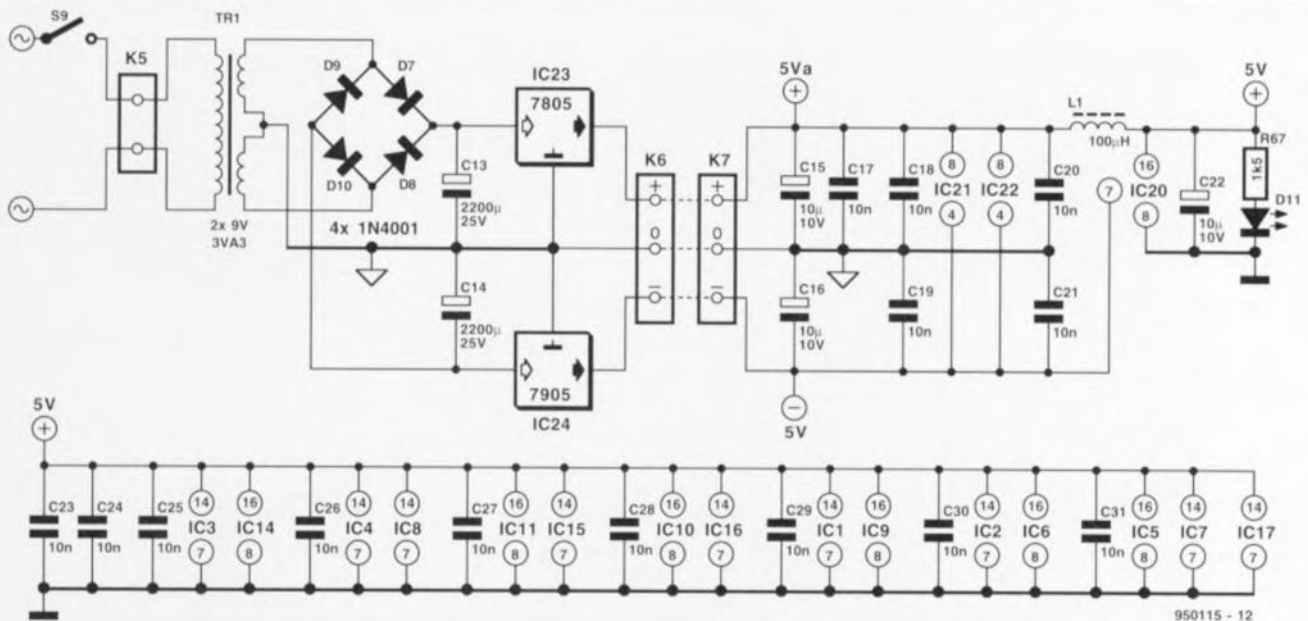 S9
K5
TR1
2x 9V
3VA3
D9
D7
D10
D8
4x 1N4001
C13
2200µ
25V
C14
2200µ
25V
IC23
7805
7905
IC24
K6
+
0
–
K7
+
0
–
5Va
+
C15
10µ
10V
C16
10µ
10V
C17
10n
C18
10n
C19
10n
8
IC21
4
8
IC22
4
C20
10n
C21
10n
L1
100µH
7
16
IC20
8
C22
10µ
10V
5V
+
R67
1k5
D11
–
5V
5V
+
C23
10n
C24
10n
C25
10n
14
IC3
7
16
IC14
8
C26
10n
14
IC4
7
14
IC8
7
C27
10n
16
IC11
8
14
IC15
7
C28
10n
16
IC10
8
14
IC16
7
C29
10n
14
IC1
7
16
IC9
8
C30
10n
14
IC2
7
16
IC6
8
C31
10n
16
IC5
8
14
IC7
7
14
IC17
7
950115 - 12